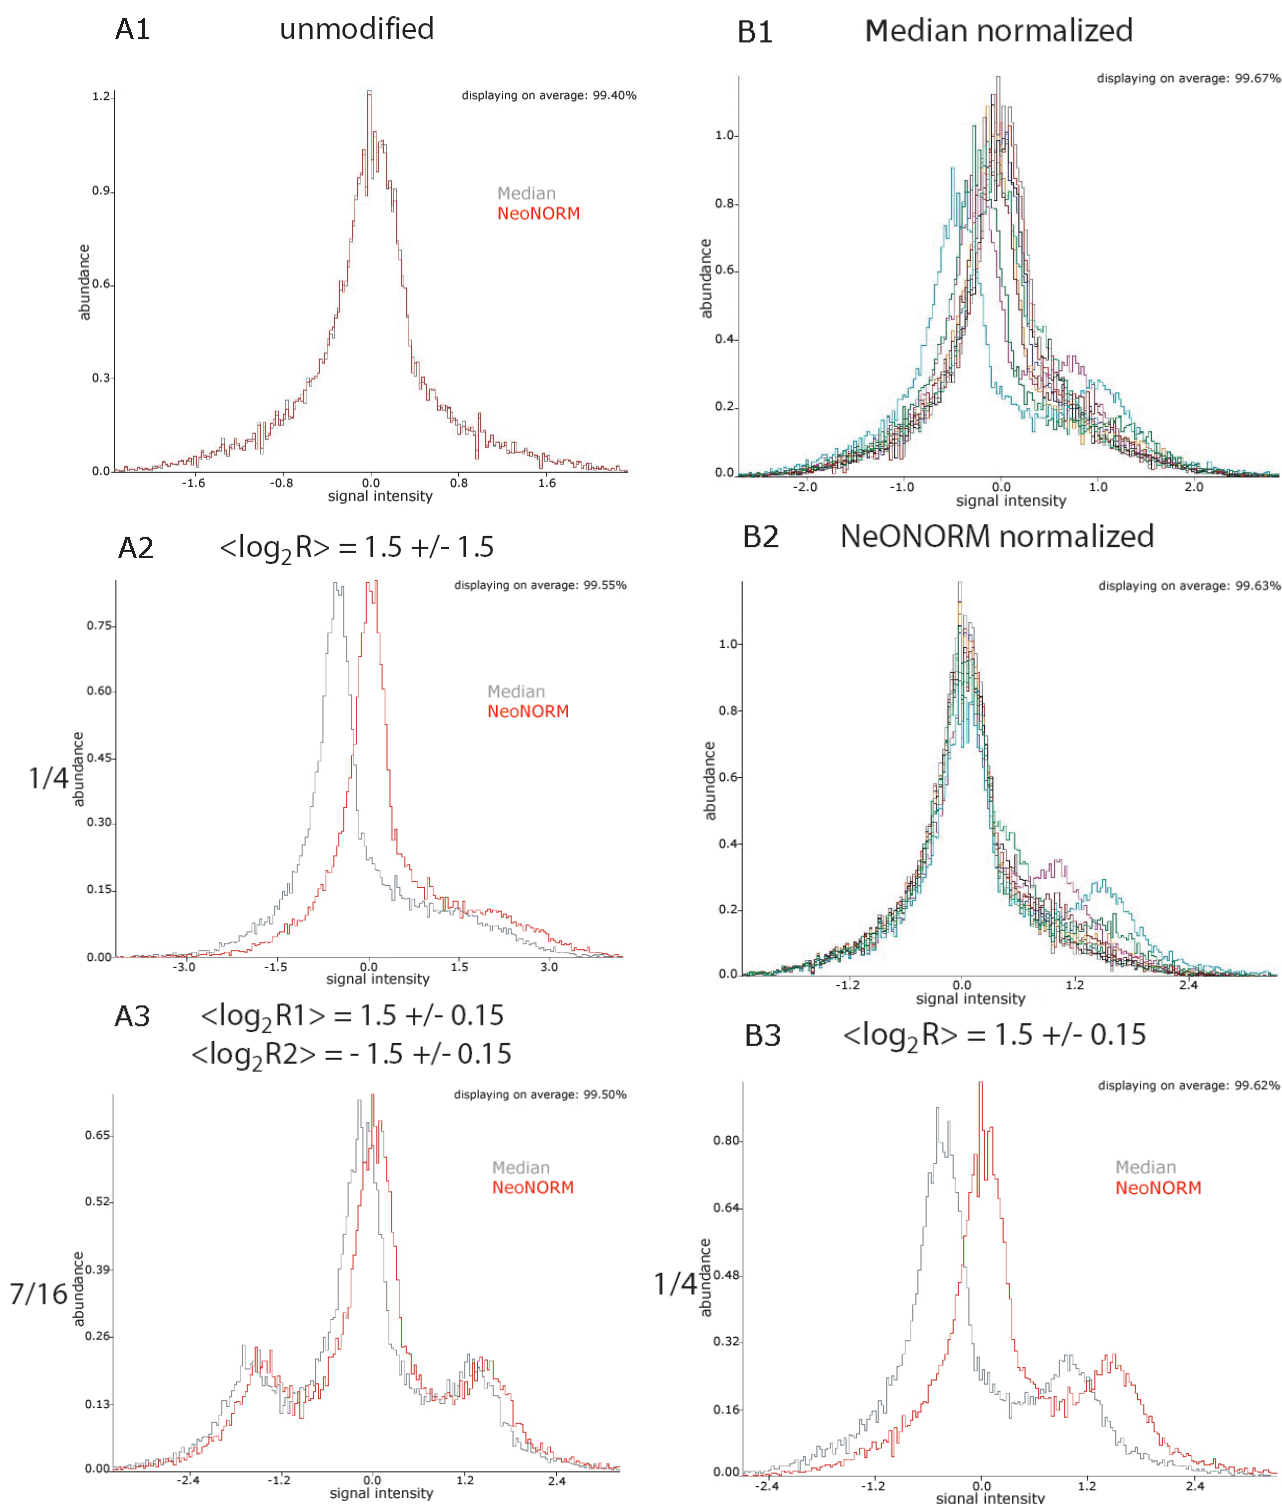 A1 unmodified
displaying on average: 99.40%
1.2
0.9
0.6
0.3
0.0
abundance
Median
NeoNORM
-1.6 -0.8 0.0 0.8 1.6
signal intensity
B1 Median normalized
displaying on average: 99.67%
1.0
0.8
0.6
0.4
0.2
0.0
abundance
-2.0 -1.0 0.0 1.0 2.0
signal intensity
A2 <log2R> = 1.5 +/- 1.5
displaying on average: 99.55%
0.75
0.60
0.45
0.30
0.15
0.00
1/4
abundance
Median
NeoNORM
-3.0 -1.5 0.0 1.5 3.0
signal intensity
B2 NeONORM normalized
displaying on average: 99.63%
1.0
0.8
0.6
0.4
0.2
0.0
abundance
-1.2 0.0 1.2 2.4
signal intensity
A3 <log2R1> = 1.5 +/- 0.15
<log2R2> = - 1.5 +/- 0.15
displaying on average: 99.50%
0.65
0.52
0.39
0.26
0.13
0.00
7/16
abundance
Median
NeoNORM
-2.4 -1.2 0.0 1.2 2.4
signal intensity
B3 <log2R> = 1.5 +/- 0.15
displaying on average: 99.62%
0.80
0.64
0.48
0.32
0.16
0.00
1/4
abundance
Median
NeoNORM
-2.4 -1.2 0.0 1.2 2.4
signal intensity